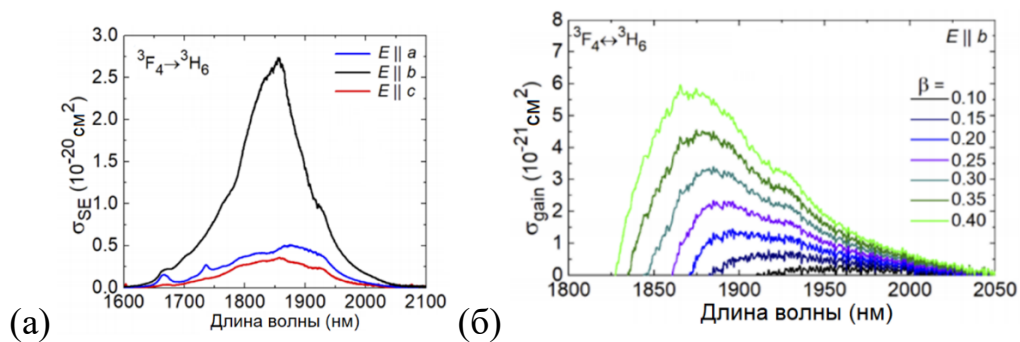 ³F₄→³H₆
E || a
E || b
E || c
σSE (10⁻²⁰ см²)
3.0
2.5
2.0
1.5
1.0
0.5
0.0
1600 1700 1800 1900 2000 2100
Длина волны (нм)
(а)
³F₄↔³H₆
E || b
β =
0.10
0.15
0.20
0.25
0.30
0.35
0.40
σgain (10⁻²¹см²)
8
7
6
5
4
3
2
1
0
1800 1850 1900 1950 2000 2050
Длина волны (нм)
(б)